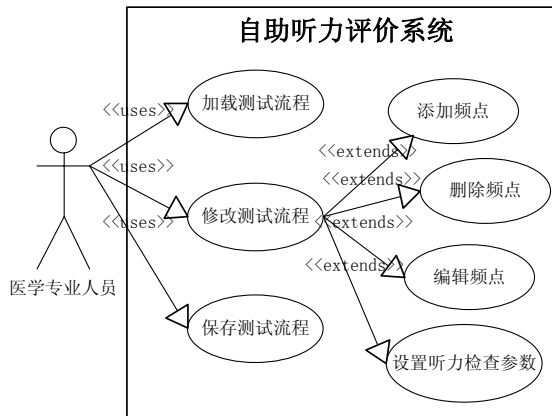 自助听力评价系统
加载测试流程
添加频点
<<uses>>
<<extends>>
<<uses>>
<<extends>>
删除频点
修改测试流程
<<uses>>
<<extends>>
<<extends>>
编辑频点
医学专业人员
保存测试流程
设置听力检查参数